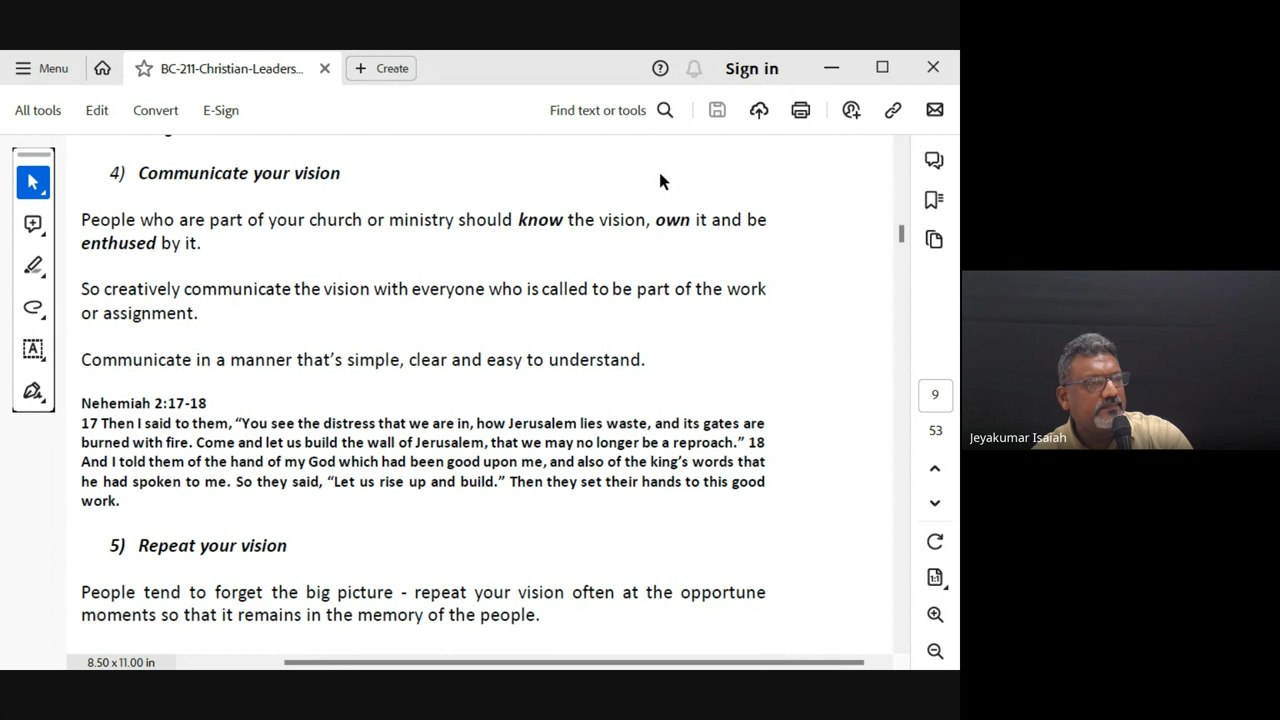 Menu
BC-211-Christian-Leaders...
Create
Sign in
All tools
Edit
Convert
E-Sign
Find text or tools
4) Communicate your vision
People who are part of your church or ministry should know the vision, own it and be
enthused by it.
So creatively communicate the vision with everyone who is called to be part of the work
or assignment.
Communicate in a manner that’s simple, clear and easy to understand.
Nehemiah 2:17-18
17 Then I said to them, “You see the distress that we are in, how Jerusalem lies waste, and its gates are
burned with fire. Come and let us build the wall of Jerusalem, that we may no longer be a reproach.” 18
And I told them of the hand of my God which had been good upon me, and also of the king’s words that
he had spoken to me. So they said, “Let us rise up and build.” Then they set their hands to this good
work.
5) Repeat your vision
People tend to forget the big picture - repeat your vision often at the opportune
moments so that it remains in the memory of the people.
8.50 x 11.00 in
9
53
1:1
Jeyakumar Isaiah